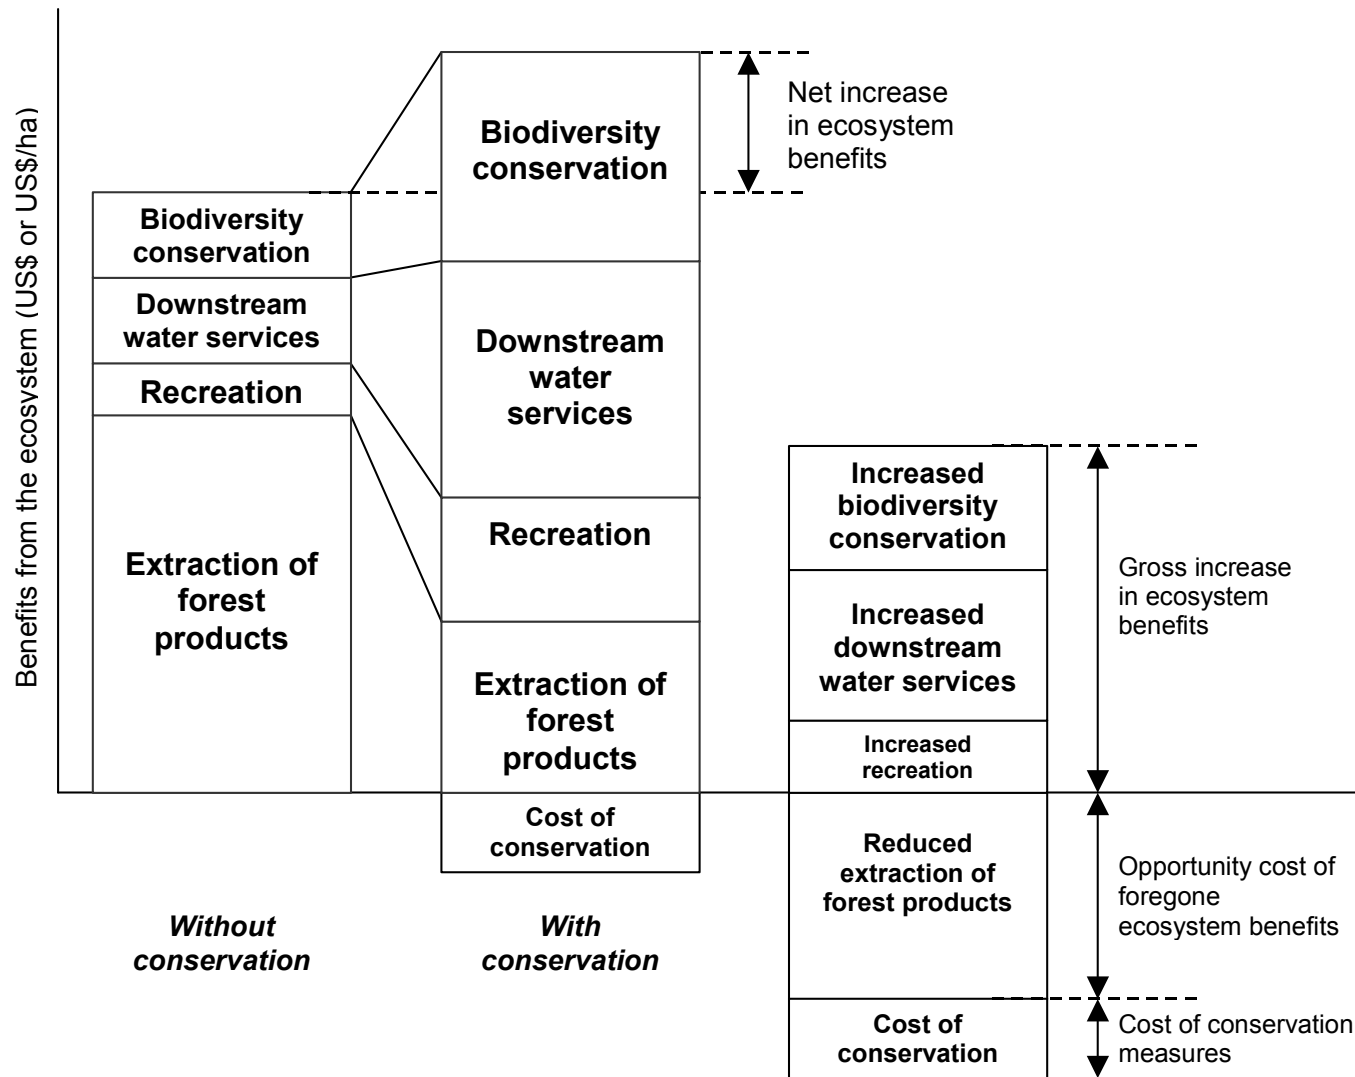 Benefits from the ecosystem (US$ or US$/ha)
Biodiversity
conservation
Downstream
water services
Recreation
Extraction of
forest
products
Without
conservation
Biodiversity
conservation
Downstream
water
services
Recreation
Extraction of
forest
products
Cost of
conservation
With
conservation
Net increase
in ecosystem
benefits
Increased
biodiversity
conservation
Increased
downstream
water services
Increased
recreation
Reduced
extraction of
forest products
Cost of
conservation
Gross increase
in ecosystem
benefits
Opportunity cost of
foregone
ecosystem benefits
Cost of conservation
measures